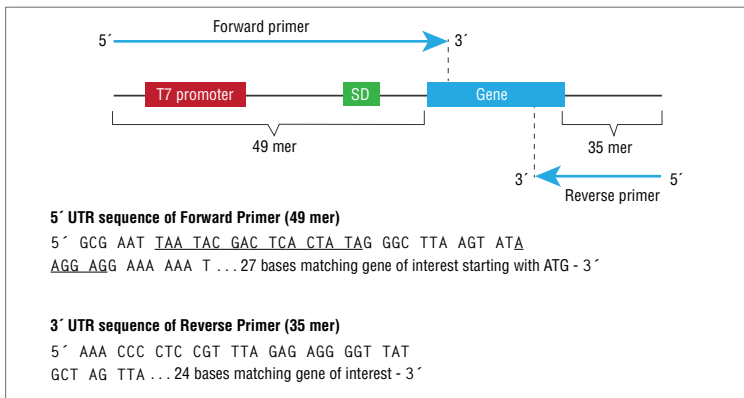 Forward primer
5´ 3´
T7 promoter SD Gene
49 mer 35 mer
3´ 5´
Reverse primer
5´ UTR sequence of Forward Primer (49 mer)
5´ GCG AAT TAA TAC GAC TCA CTA TAG GGC TTA AGT ATA
AGG AGG AAA AAA T ... 27 bases matching gene of interest starting with ATG - 3´
3´ UTR sequence of Reverse Primer (35 mer)
5´ AAA CCC CTC CGT TTA GAG AGG GGT TAT
GCT AG TTA ... 24 bases matching gene of interest - 3´